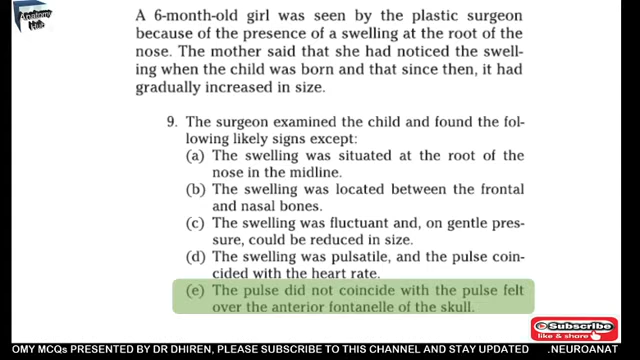 Anatomy
Hub
A 6-month-old girl was seen by the plastic surgeon
because of the presence of a swelling at the root of the
nose. The mother said that she had noticed the swell-
ing when the child was born and that since then, it had
gradually increased in size.
9. The surgeon examined the child and found the fol-
lowing likely signs except:
(a) The swelling was situated at the root of the
nose in the midline.
(b) The swelling was located between the frontal
and nasal bones.
(c) The swelling was fluctuant and, on gentle pres-
sure, could be reduced in size.
(d) The swelling was pulsatile, and the pulse coin-
cided with the heart rate.
(e) The pulse did not coincide with the pulse felt
over the anterior fontanelle of the skull.
Subscribe
like & share
OMY MCQs PRESENTED BY DR DHIREN, PLEASE SUBSCRIBE TO THIS CHANNEL AND STAY UPDATED .NEUROANAT